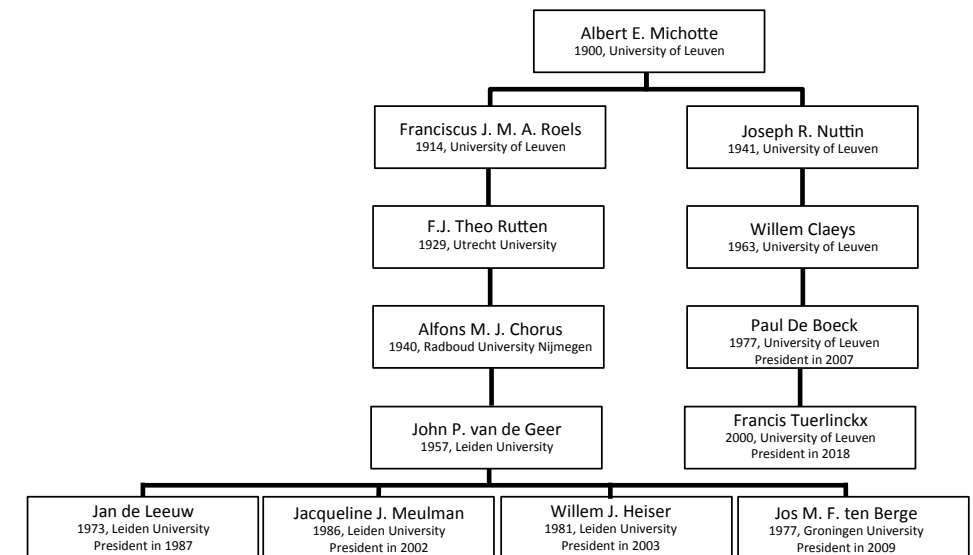 Albert E. Michotte
1900, University of Leuven
Franciscus J. M. A. Roels
1914, University of Leuven
Joseph R. Nuttin
1941, University of Leuven
F.J. Theo Rutten
1929, Utrecht University
Willem Claeys
1963, University of Leuven
Alfons M. J. Chorus
1940, Radboud University Nijmegen
Paul De Boeck
1977, University of Leuven
President in 2007
John P. van de Geer
1957, Leiden University
Francis Tuerlinckx
2000, University of Leuven
President in 2018
Jan de Leeuw
1973, Leiden University
President in 1987
Jacqueline J. Meulman
1986, Leiden University
President in 2002
Willem J. Heiser
1981, Leiden University
President in 2003
Jos M. F. ten Berge
1977, Groningen University
President in 2009